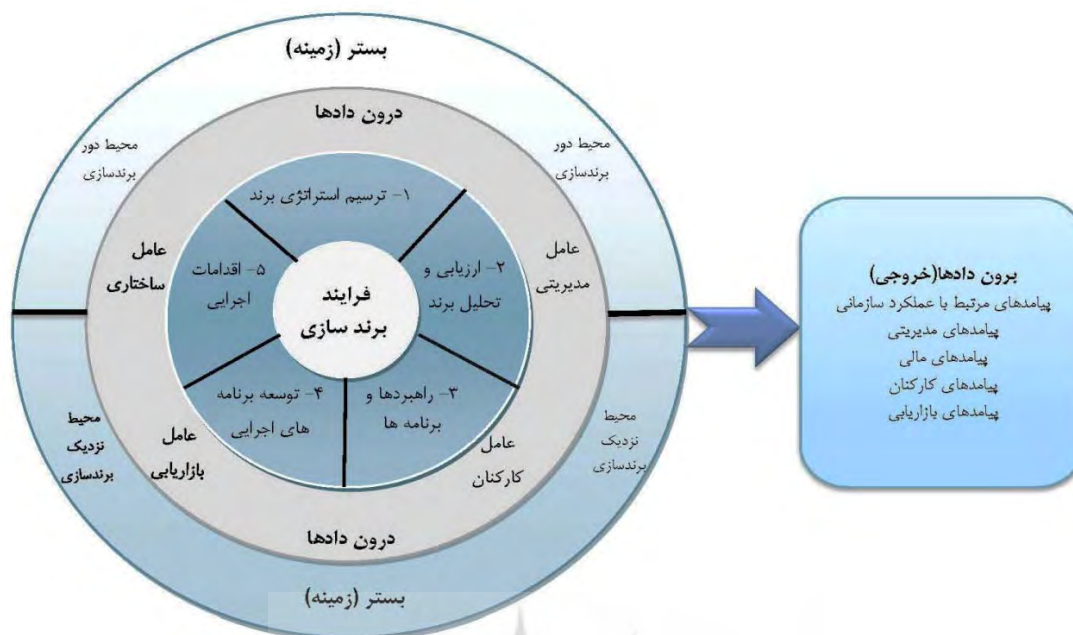 بستر (زمینه)
درون دادها
محیط دور
برندسازی
محیط دور
برندسازی
۱- ترسیم استراتژی برند
عامل
مدیریتی
عامل
ساختاری
۲- ارزیابی و
تحلیل برند
۵- اقدامات
اجرایی
فرایند
برند سازی
۳- راهبردها و
برنامه ها
۴- توسعه برنامه
های اجرایی
محیط
نزدیک
برندسازی
محیط
نزدیک
برندسازی
عامل
کارکنان
عامل
بازاریابی
درون دادها
بستر (زمینه)
برون دادها(خروجی)
پیامدهای مرتبط با عملکرد سازمانی
پیامدهای مدیریتی
پیامدهای مالی
پیامدهای کارکنان
پیامدهای بازاریابی